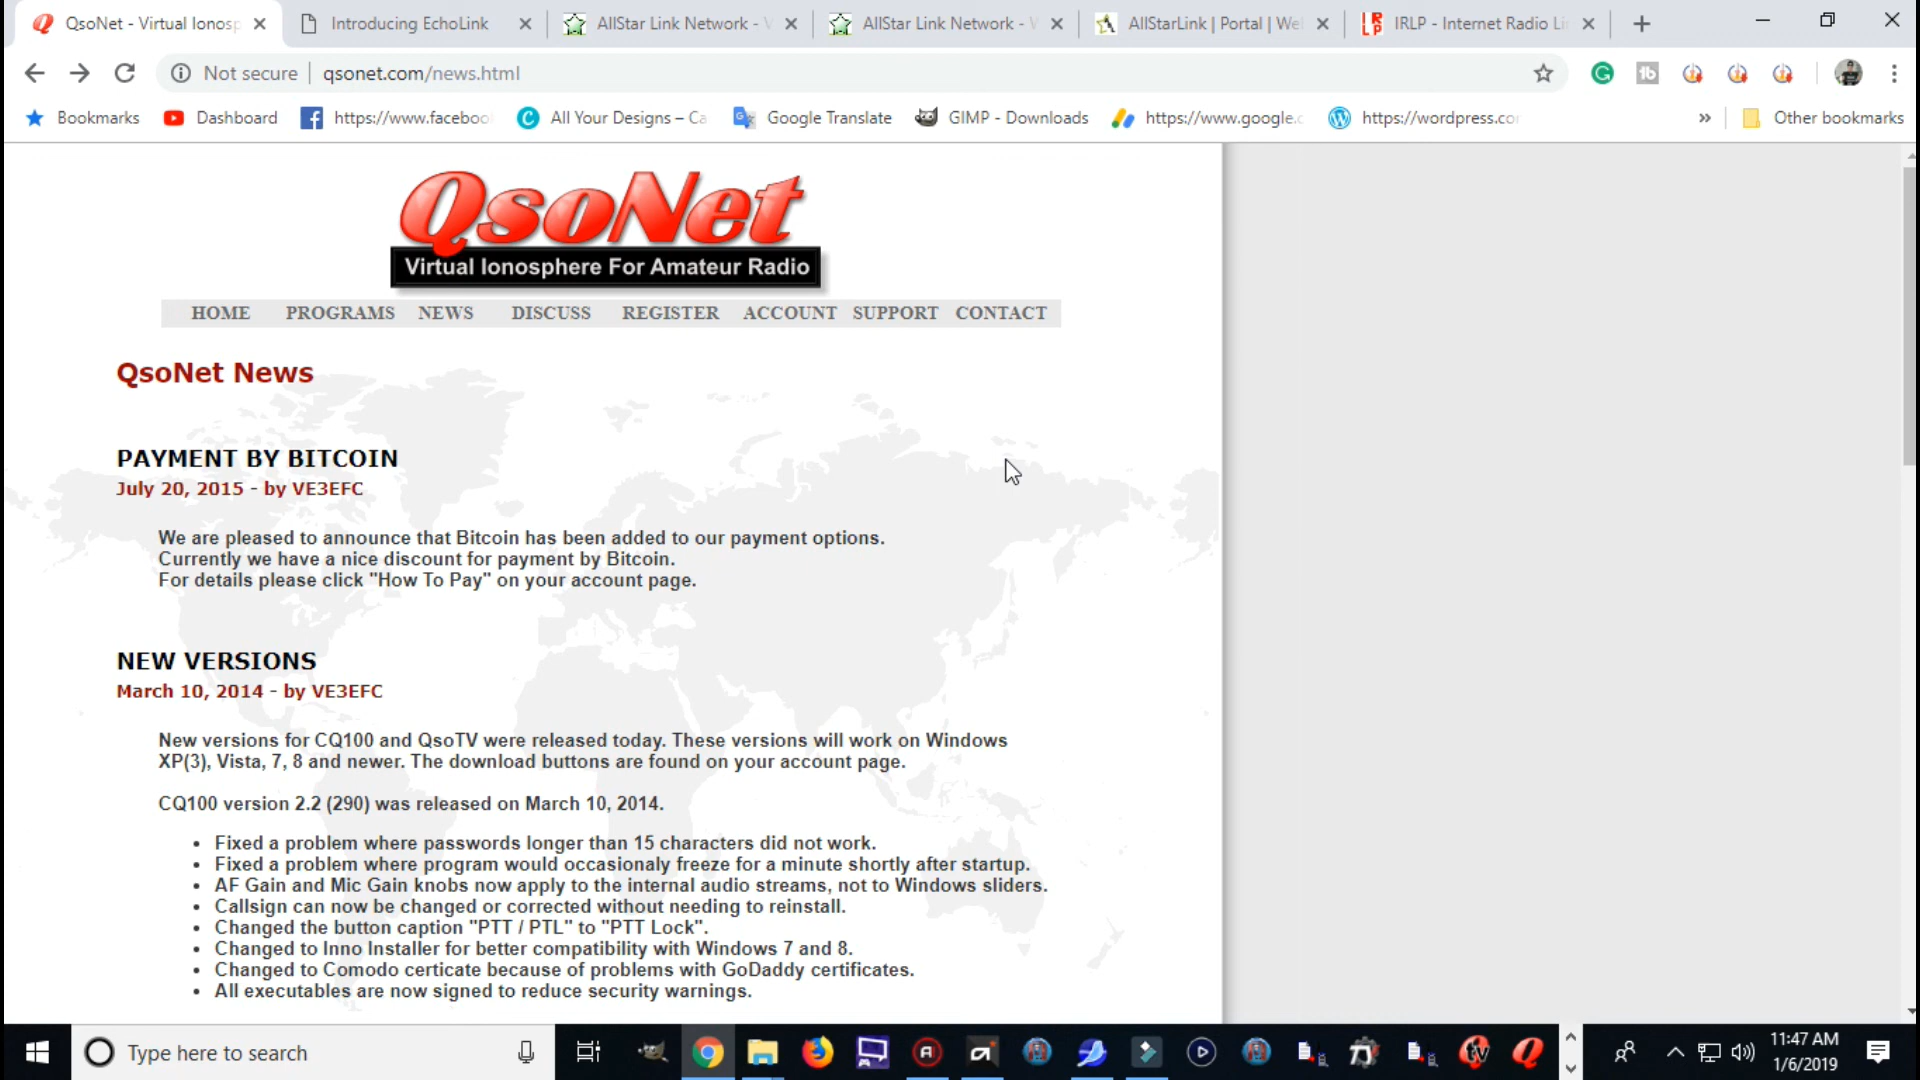 QsoNet - Virtual Ionosp
Introducing EchoLink
AllStar Link Network - V
AllStar Link Network - V
AllStarLink | Portal | We
IRLP - Internet Radio Li
Not secure
qsonet.com/news.html
Bookmarks
Dashboard
https://www.faceboo
All Your Designs – Ca
Google Translate
GIMP - Downloads
https://www.google.c
https://wordpress.co
Other bookmarks
QsoNet
Virtual Ionosphere For Amateur Radio
HOME PROGRAMS NEWS DISCUSS REGISTER ACCOUNT SUPPORT CONTACT
QsoNet News
PAYMENT BY BITCOIN
July 20, 2015 - by VE3EFC
We are pleased to announce that Bitcoin has been added to our payment options.
Currently we have a nice discount for payment by Bitcoin.
For details please click "How To Pay" on your account page.
NEW VERSIONS
March 10, 2014 - by VE3EFC
New versions for CQ100 and QsoTV were released today. These versions will work on Windows
XP(3), Vista, 7, 8 and newer. The download buttons are found on your account page.
CQ100 version 2.2 (290) was released on March 10, 2014.
• Fixed a problem where passwords longer than 15 characters did not work.
• Fixed a problem where program would occasionaly freeze for a minute shortly after startup.
• AF Gain and Mic Gain knobs now apply to the internal audio streams, not to Windows sliders.
• Callsign can now be changed or corrected without needing to reinstall.
• Changed the button caption "PTT / PTL" to "PTT Lock".
• Changed to Inno Installer for better compatibility with Windows 7 and 8.
• Changed to Comodo certicate because of problems with GoDaddy certificates.
• All executables are now signed to reduce security warnings.
Type here to search
11:47 AM
1/6/2019